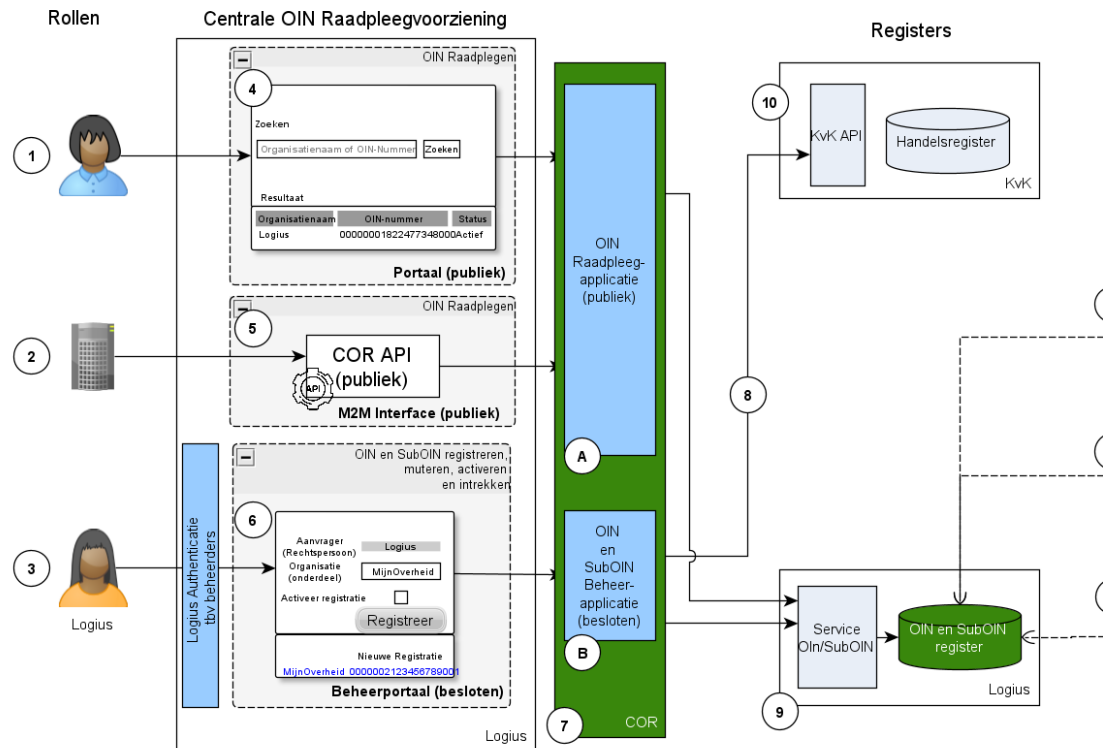 Rollen
Centrale OIN Raadpleegvoorziening
Registers
1
2
3
Logius
OIN Raadplegen
4
Zoeken
Organisatienaam of OIN-Nummer
Zoeken
Resultaat
Organisatienaam OIN-nummer Status
Logius 00000001822477348000Actief
Portaal (publiek)
OIN Raadplegen
5
COR API
(publiek)
API
M2M Interface (publiek)
Logius Authenticatie
tbv beheerders
OIN en SubOIN registreren,
muteren, activeren
en intrekken
6
Aanvrager
(Rechtspersoon)
Logius
Organisatie
(onderdeel)
MijnOverheid
Activeer registratie
Registreer
Nieuwe Registratie
MijnOverheid 0000002123456789001
Beheerportaal (besloten)
Logius
OIN
Raadpleeg-
applicatie
(publiek)
A
OIN
en
SubOIN
Beheer-
applicatie
(besloten)
B
7
COR
8
10
KvK API
Handelsregister
KvK
Service
OIn/SubOIN
OIN en SubOIN
register
Logius
9